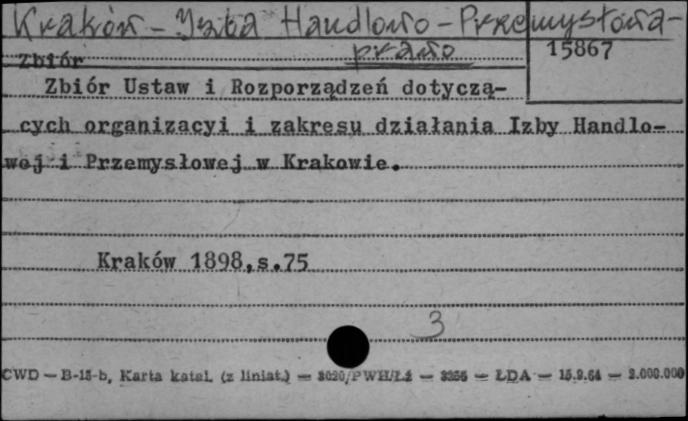 Kraków - Izba Handlowo - Przemysłowa -
prawo
15867
Zbiór
Zbiór Ustaw i Rozporządzeń dotyczą-
cych organizacyi i zakresu działania Izby Handlo-
wej i Przemysłowej w Krakowie.
Kraków 1898,s.75
3
CWD — B-15-b, Karta katal. (z liniat.) — 3020/PWH/Łź — 3255 — ŁDA — 15.9.64 — 2.000.000